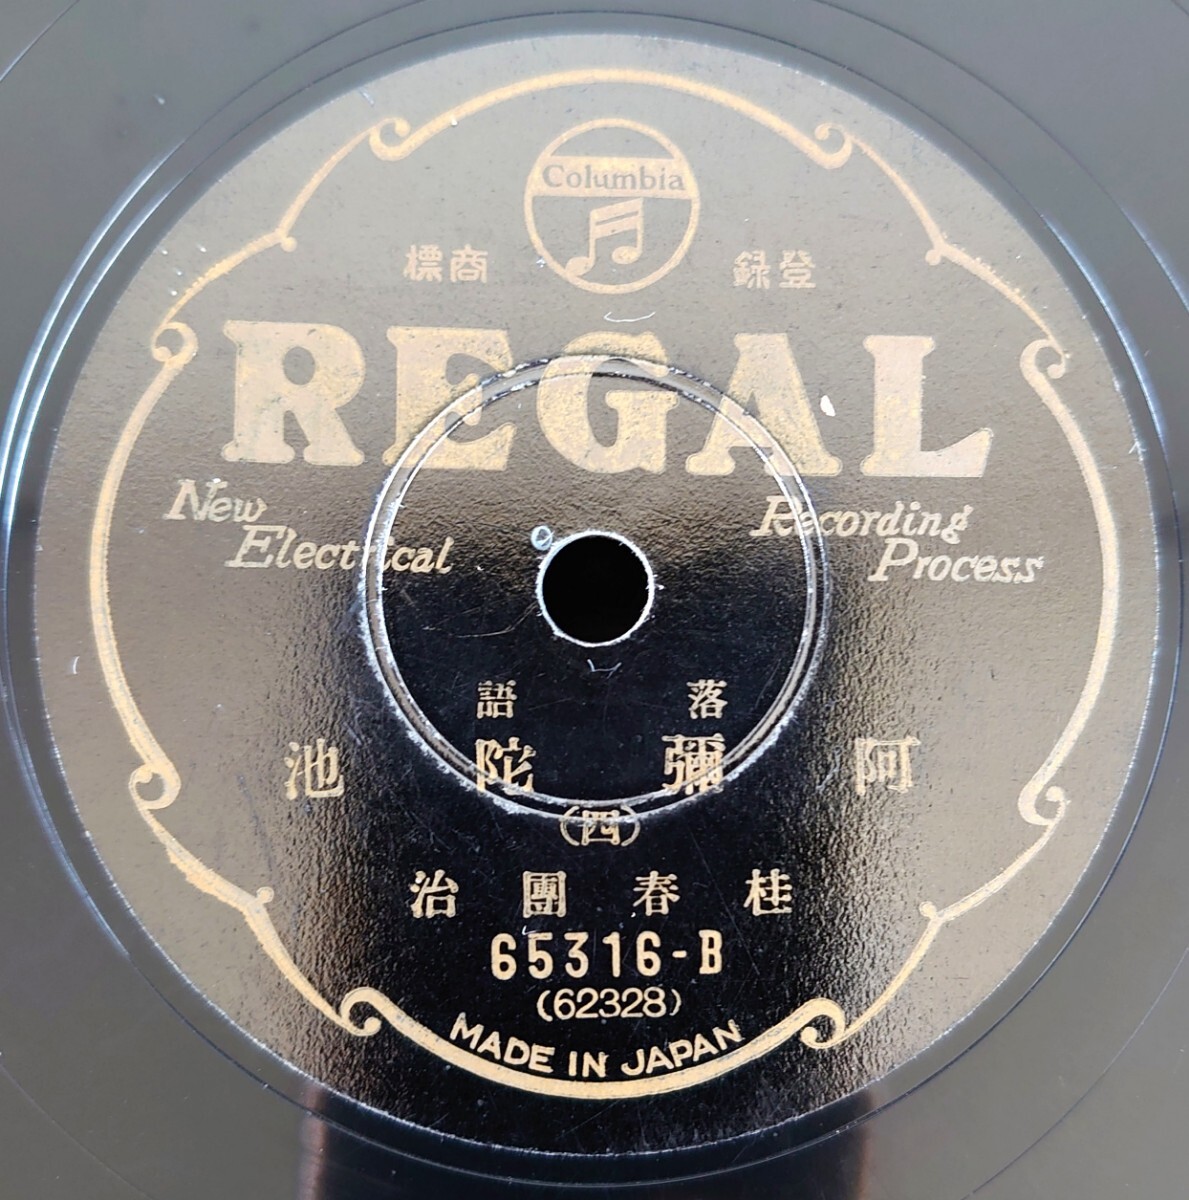 Columbia
登録 商標
REGAL
New Electrical
Recording Process
落語
阿彌陀池
(四)
桂春團治
65316-B
(62328)
MADE IN JAPAN